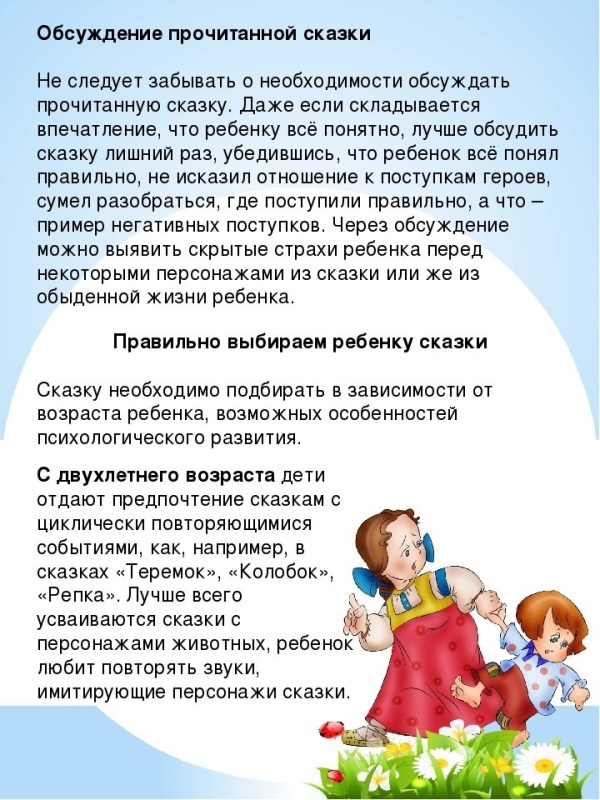 Обсуждение прочитанной сказки
Не следует забывать о необходимости обсуждать
прочитанную сказку. Даже если складывается
впечатление, что ребенку всё понятно, лучше обсудить
сказку лишний раз, убедившись, что ребенок всё понял
правильно, не исказил отношение к поступкам героев,
сумел разобраться, где поступили правильно, а что –
пример негативных поступков. Через обсуждение
можно выявить скрытые страхи ребенка перед
некоторыми персонажами из сказки или же из
обыденной жизни ребенка.
Правильно выбираем ребенку сказки
Сказку необходимо подбирать в зависимости от
возраста ребенка, возможных особенностей
психологического развития.
С двухлетнего возраста дети
отдают предпочтение сказкам с
циклически повторяющимися
событиями, как, например, в
сказках «Теремок», «Колобок»,
«Репка». Лучше всего
усваиваются сказки с
персонажами животных, ребенок
любит повторять звуки,
имитирующие персонажи сказки.